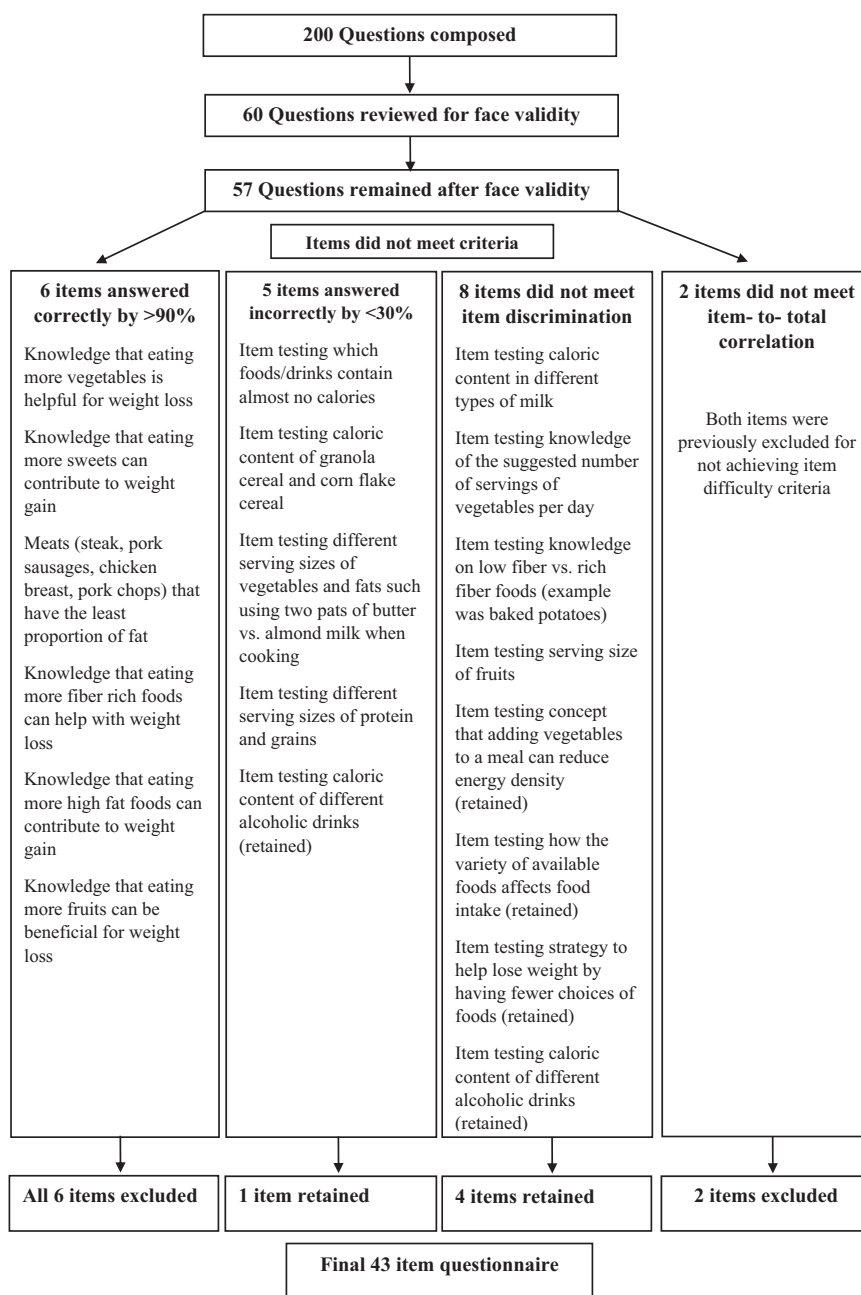 200 Questions composed
60 Questions reviewed for face validity
57 Questions remained after face validity
Items did not meet criteria
6 items answered
correctly by >90%
Knowledge that eating
more vegetables is
helpful for weight loss
Knowledge that eating
more sweets can
contribute to weight
gain
Meats (steak, pork
sausages, chicken
breast, pork chops) that
have the least
proportion of fat
Knowledge that eating
more fiber rich foods
can help with weight
loss
Knowledge that eating
more high fat foods can
contribute to weight
gain
Knowledge that eating
more fruits can be
beneficial for weight
loss
5 items answered
incorrectly by <30%
Item testing which
foods/drinks contain
almost no calories
Item testing caloric
content of granola
cereal and corn flake
cereal
Item testing different
serving sizes of
vegetables and fats such
using two pats of butter
vs. almond milk when
cooking
Item testing different
serving sizes of protein
and grains
Item testing caloric
content of different
alcoholic drinks
(retained)
8 items did not meet
item discrimination
Item testing caloric
content in different
types of milk
Item testing knowledge
of the suggested number
of servings of
vegetables per day
Item testing knowledge
on low fiber vs. rich
fiber foods (example
was baked potatoes)
Item testing serving size
of fruits
Item testing concept
that adding vegetables
to a meal can reduce
energy density
(retained)
Item testing how the
variety of available
foods affects food
intake (retained)
Item testing strategy to
help lose weight by
having fewer choices of
foods (retained)
Item testing caloric
content of different
alcoholic drinks
(retained)
2 items did not meet
item- to- total
correlation
Both items were
previously excluded for
not achieving item
difficulty criteria
All 6 items excluded
1 item retained
4 items retained
2 items excluded
Final 43 item questionnaire